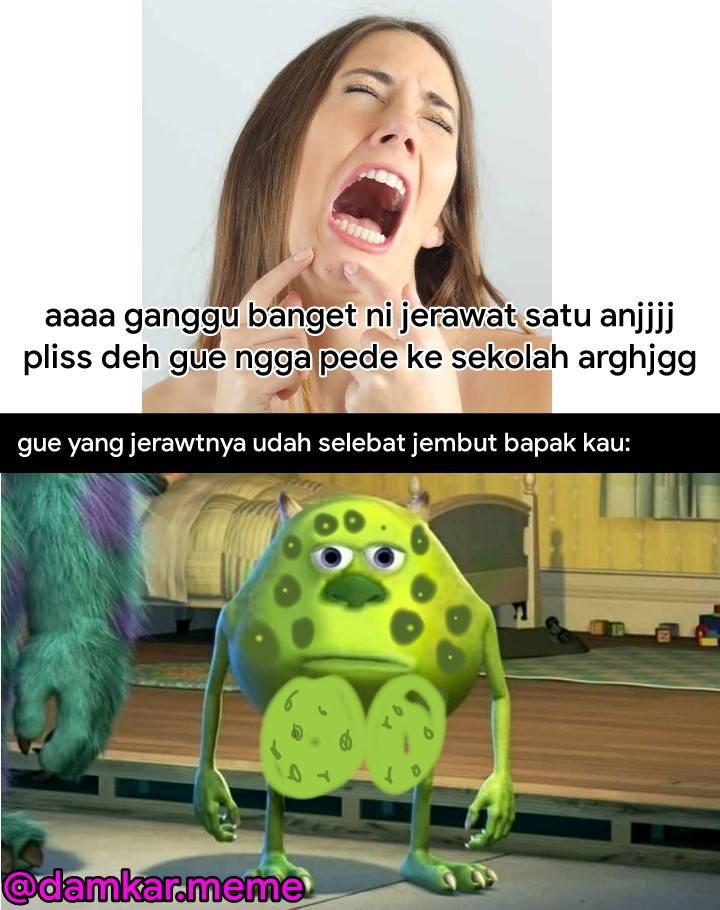 aaaa ganggu banget ni jerawat satu anjjjj
pliss deh gue ngga pede ke sekolah arghjgg
gue yang jerawtnya udah selebat jembut bapak kau:
@damkar.meme